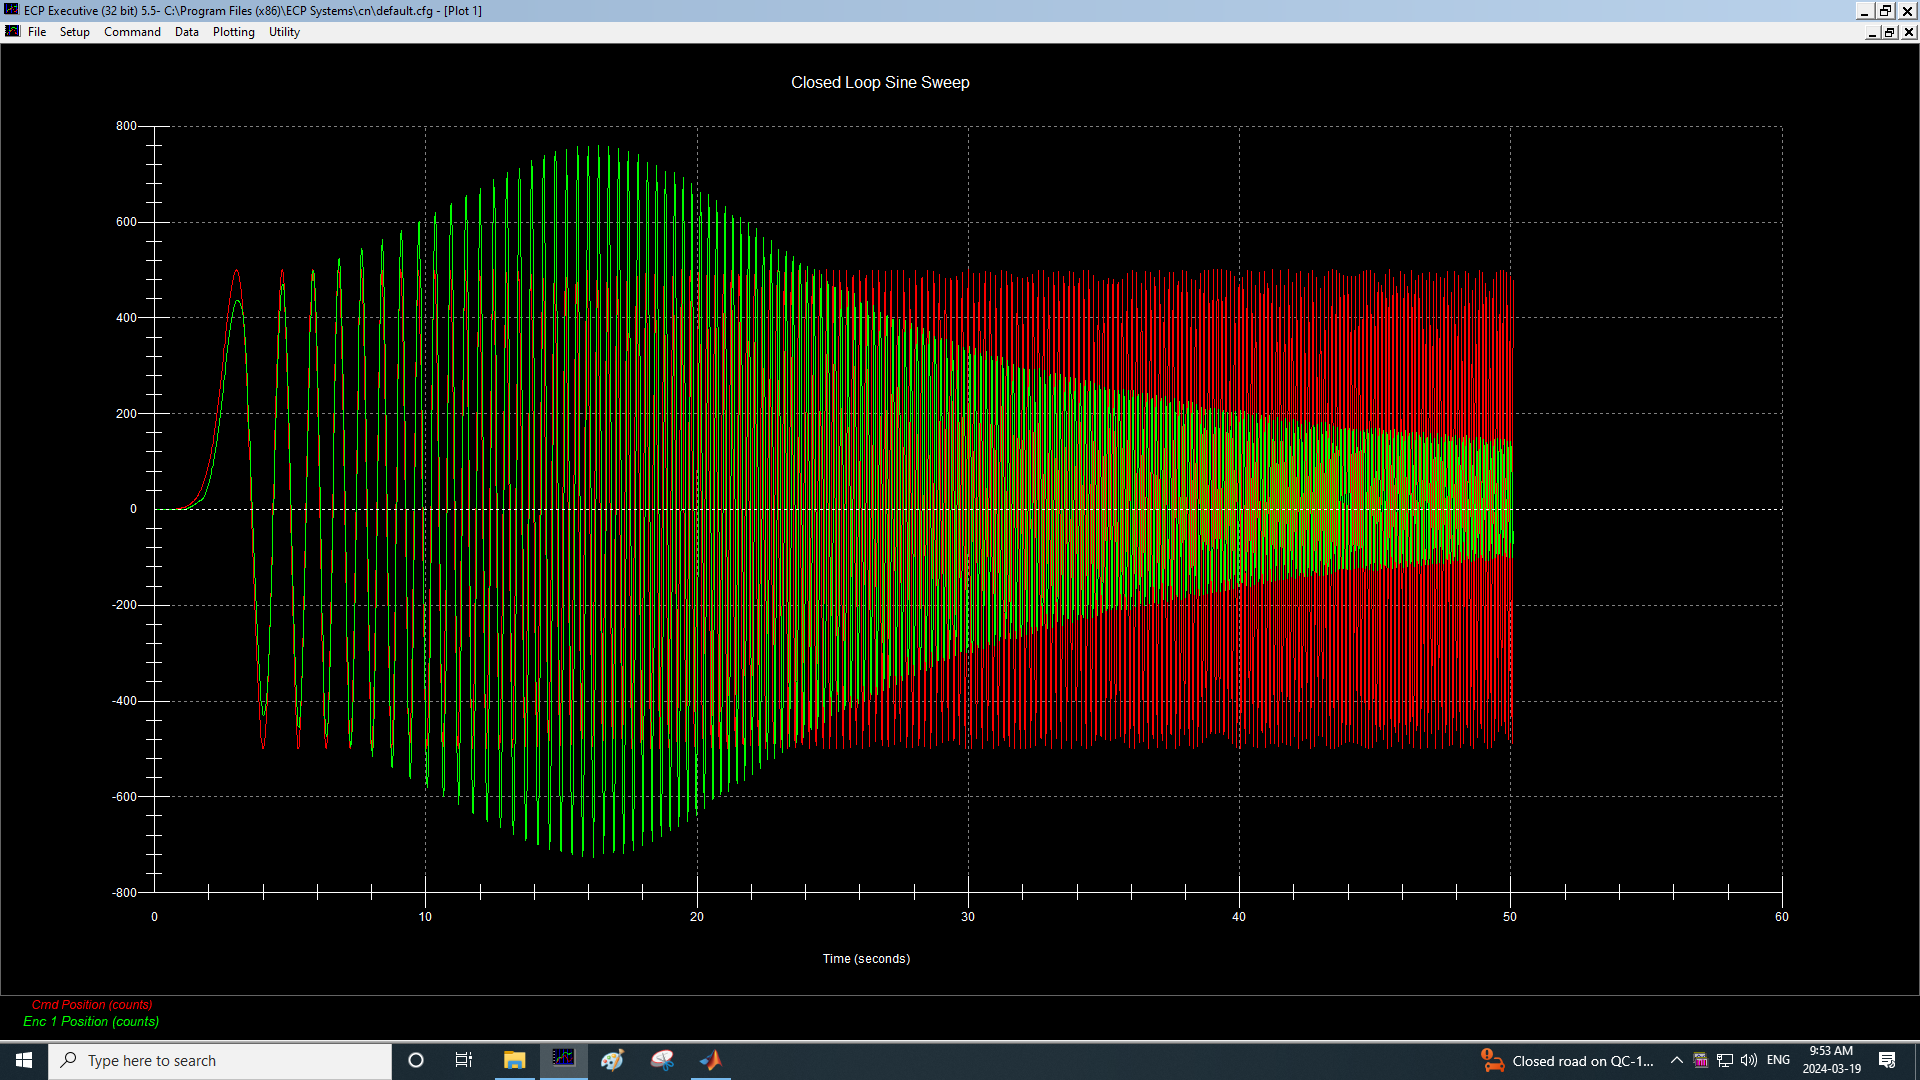 ECP Executive (32 bit) 5.5- C:\Program Files (x86)\ECP Systems\cn\default.cfg - [Plot 1]
File Setup Command Data Plotting Utility
Closed Loop Sine Sweep
800
600
400
200
0
-200
-400
-600
-800
0 10 20 30 40 50 60
Time (seconds)
Cmd Position (counts)
Enc 1 Position (counts)
Type here to search
Closed road on QC-1...
ENG
9:53 AM
2024-03-19